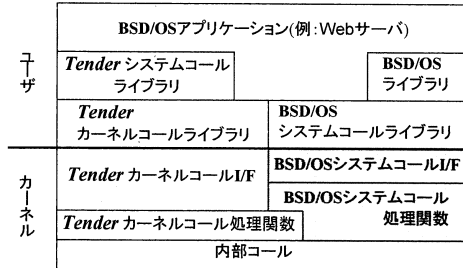 BSD/OSアプリケーション(例:Webサーバ)
ユーザ
Tender システムコール
ライブラリ
BSD/OS
ライブラリ
Tender
カーネルコールライブラリ
BSD/OS
システムコールライブラリ
カーネル
Tender カーネルコールI/F
BSD/OSシステムコールI/F
BSD/OSシステムコール
処理関数
Tender カーネルコール処理関数
内部コール